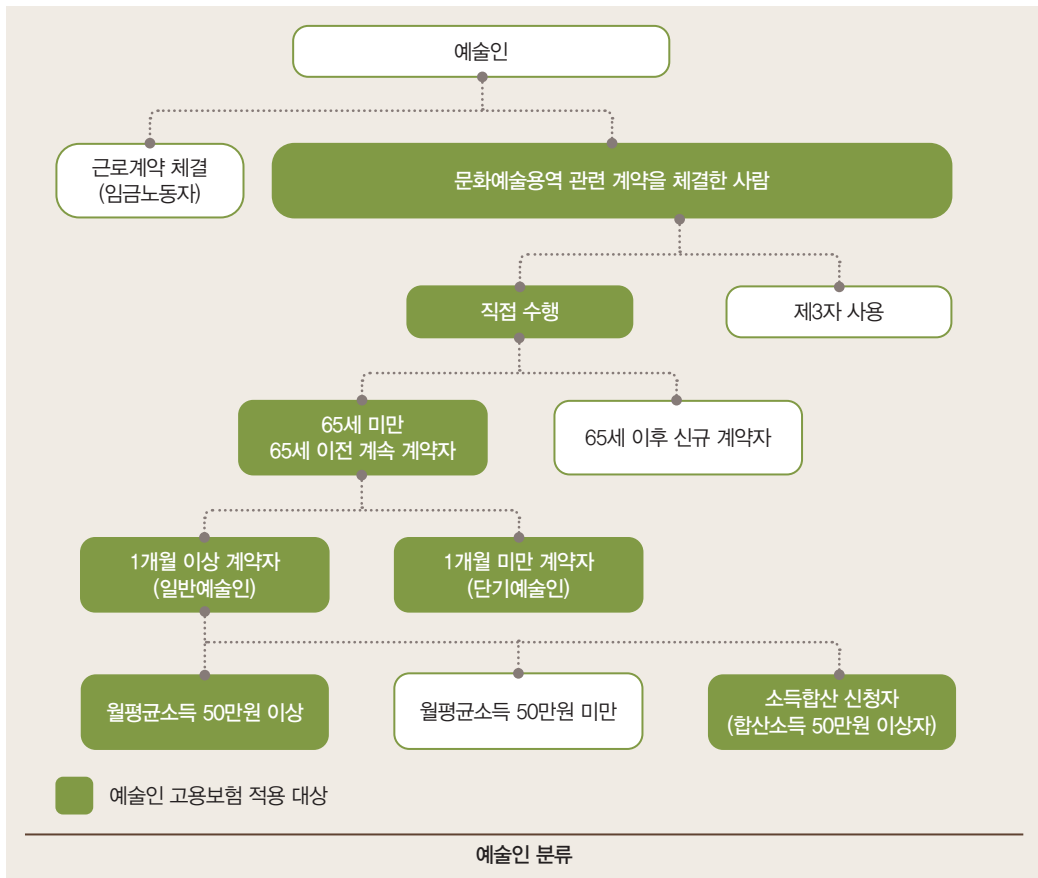 예술인
근로계약 체결
(임금노동자)
문화예술용역 관련 계약을 체결한 사람
직접 수행
제3자 사용
65세 미만
65세 이전 계속 계약자
65세 이후 신규 계약자
1개월 이상 계약자
(일반예술인)
1개월 미만 계약자
(단기예술인)
월평균소득 50만원 이상
월평균소득 50만원 미만
소득합산 신청자
(합산소득 50만원 이상자)
예술인 고용보험 적용 대상
예술인 분류